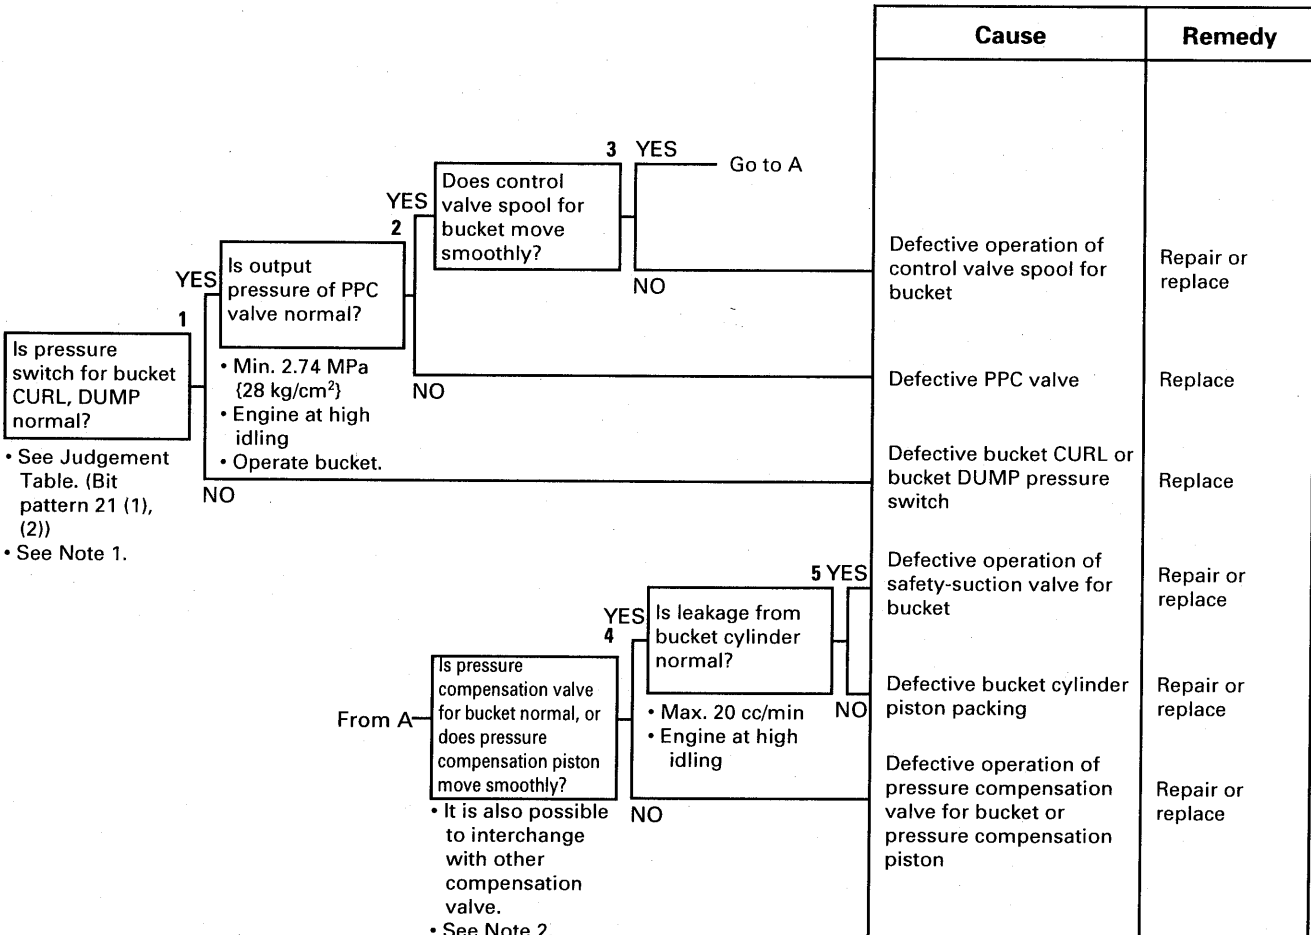 Cause
Remedy
3 YES
Go to A
Does control
valve spool for
bucket move
smoothly?
NO
YES
2
Is output
pressure of PPC
valve normal?
• Min. 2.74 MPa
{28 kg/cm²}
• Engine at high
idling
• Operate bucket.
NO
YES
1
Is pressure
switch for bucket
CURL, DUMP
normal?
• See Judgement
Table. (Bit
pattern 21 (1),
(2))
• See Note 1.
NO
Defective operation of
control valve spool for
bucket
Repair or
replace
Defective PPC valve
Replace
Defective bucket CURL or
bucket DUMP pressure
switch
Replace
5 YES
Is leakage from
bucket cylinder
normal?
• Max. 20 cc/min
• Engine at high
idling
NO
YES
4
From A
Is pressure
compensation valve
for bucket normal, or
does pressure
compensation piston
move smoothly?
• It is also possible
to interchange
with other
compensation
valve.
• See Note 2
NO
Defective operation of
safety-suction valve for
bucket
Repair or
replace
Defective bucket cylinder
piston packing
Repair or
replace
Defective operation of
pressure compensation
valve for bucket or
pressure compensation
piston
Repair or
replace